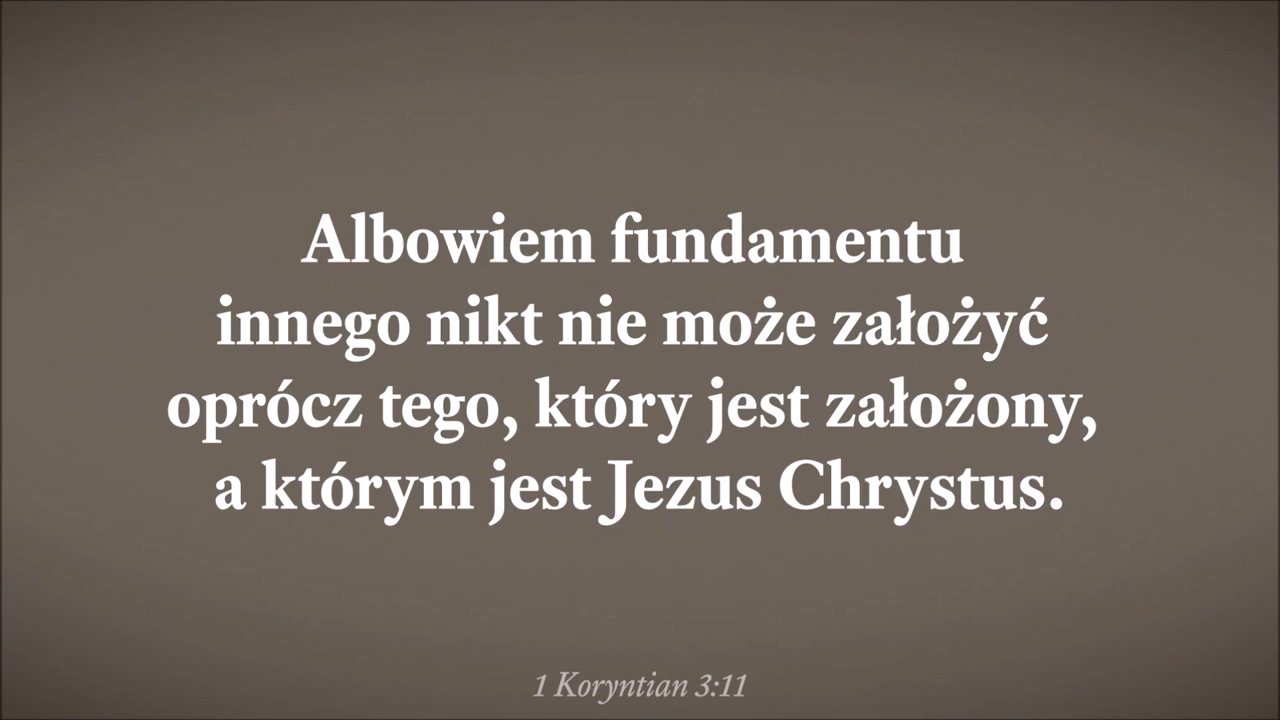 Albowiem fundamentu
innego nikt nie może założyć
oprócz tego, który jest założony,
a którym jest Jezus Chrystus.
1 Koryntian 3:11